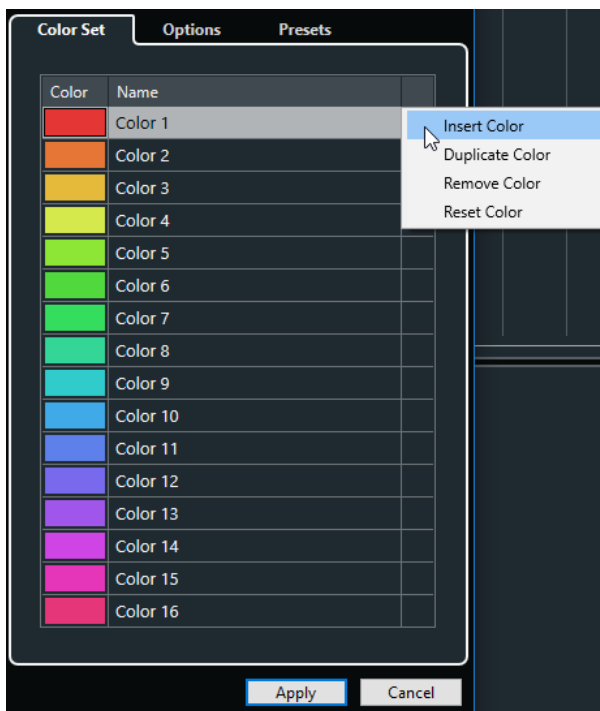 Color Set Options Presets
Color Name
Color 1
Insert Color
Color 2
Duplicate Color
Color 3
Remove Color
Color 4
Reset Color
Color 5
Color 6
Color 7
Color 8
Color 9
Color 10
Color 11
Color 12
Color 13
Color 14
Color 15
Color 16
Apply Cancel